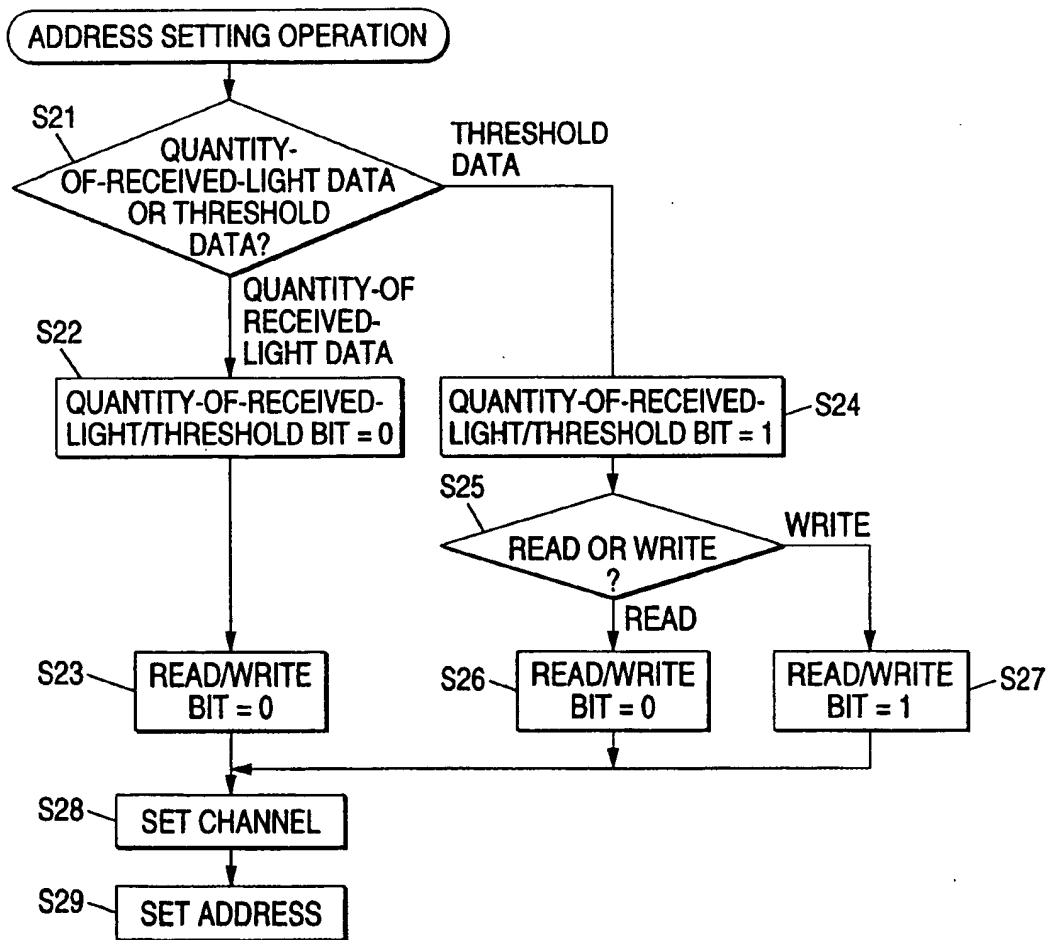 ADDRESS SETTING OPERATION
S21
QUANTITY-
OF-RECEIVED-LIGHT DATA
OR THRESHOLD
DATA?
THRESHOLD
DATA
QUANTITY-OF
RECEIVED-
LIGHT DATA
S22
QUANTITY-OF-RECEIVED-
LIGHT/THRESHOLD BIT = 0
QUANTITY-OF-RECEIVED-
LIGHT/THRESHOLD BIT = 1
S24
S25
READ OR WRITE
?
WRITE
READ
S23
READ/WRITE
BIT = 0
S26
READ/WRITE
BIT = 0
READ/WRITE
BIT = 1
S27
S28
SET CHANNEL
S29
SET ADDRESS